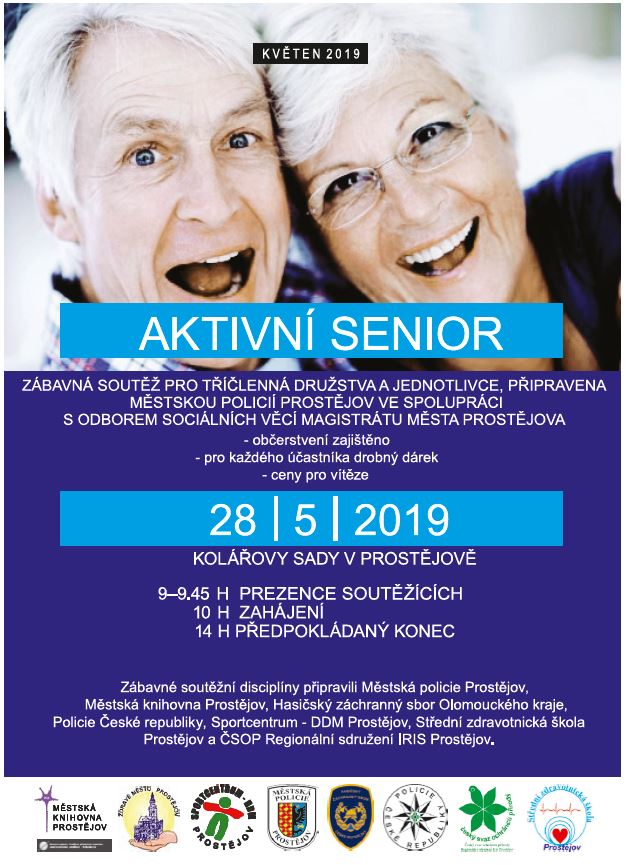 KVĚTEN 2019
AKTIVNÍ SENIOR
ZÁBAVNÁ SOUTĚŽ PRO TŘÍČLENNÁ DRUŽSTVA A JEDNOTLIVCE, PŘIPRAVENA
MĚSTSKOU POLICIÍ PROSTĚJOV VE SPOLUPRÁCI
S ODBOREM SOCIÁLNÍCH VĚCÍ MAGISTRÁTU MĚSTA PROSTĚJOVA
- občerstvení zajištěno
- pro každého účastníka drobný dárek
- ceny pro vítěze
28 | 5 | 2019
KOLÁŘOVY SADY V PROSTĚJOVĚ
9–9.45 H PREZENCE SOUTĚŽÍCÍCH
10 H ZAHÁJENÍ
14 H PŘEDPOKLÁDANÝ KONEC
Zábavné soutěžní disciplíny připravili Městská policie Prostějov,
Městská knihovna Prostějov, Hasičský záchranný sbor Olomouckého kraje,
Policie České republiky, Sportcentrum - DDM Prostějov, Střední zdravotnická škola
Prostějov a ČSOP Regionální sdružení IRIS Prostějov.
MĚSTSKÁ
KNIHOVNA
PROSTĚJOV
ZDRAVÉ MĚSTO PROSTĚJOV
SPORTCENTRUM - DDM
PROSTĚJOV
MĚSTSKÁ
POLICIE
PROSTĚJOV
POLICIE
ČESKÉ REPUBLIKY
český svaz ochránců přírody
Střední zdravotnická škola
Prostějov